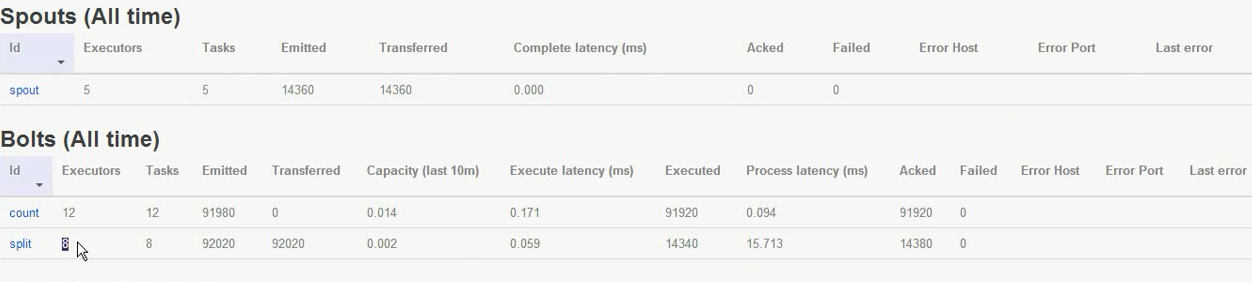 Spouts (All time)
Id Executors Tasks Emitted Transferred Complete latency (ms) Acked Failed Error Host Error Port Last error
spout 5 5 14360 14360 0.000 0 0
Bolts (All time)
Id Executors Tasks Emitted Transferred Capacity (last 10m) Execute latency (ms) Executed Process latency (ms) Acked Failed Error Host Error Port Last error
count 12 12 91980 0 0.014 0.171 91920 0.094 91920 0
split 8 8 92020 92020 0.002 0.059 14340 15.713 14380 0